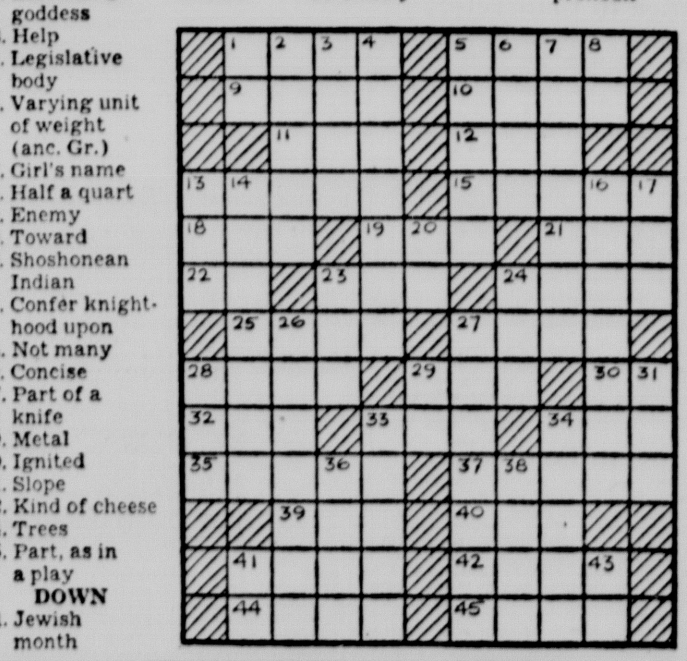 goddess
. Help
. Legislative
body
. Varying unit
of weight
(anc. Gr.)
. Girl's name
. Half a quart
. Enemy
. Toward
. Shoshonean
Indian
. Confer knight-
hood upon
. Not many
. Concise
. Part of a
knife
. Metal
. Ignited
. Slope
. Kind of cheese
. Trees
. Part, as in
a play
DOWN
. Jewish
month
1 2 3 4 5 6 7 8
9 10
11 12
13 14 15 16 17
18 19 20 21
22 23 24
25 26 27
28 29 30 31
32 33 34
35 36 37 38
39 40
41 42 43
44 45